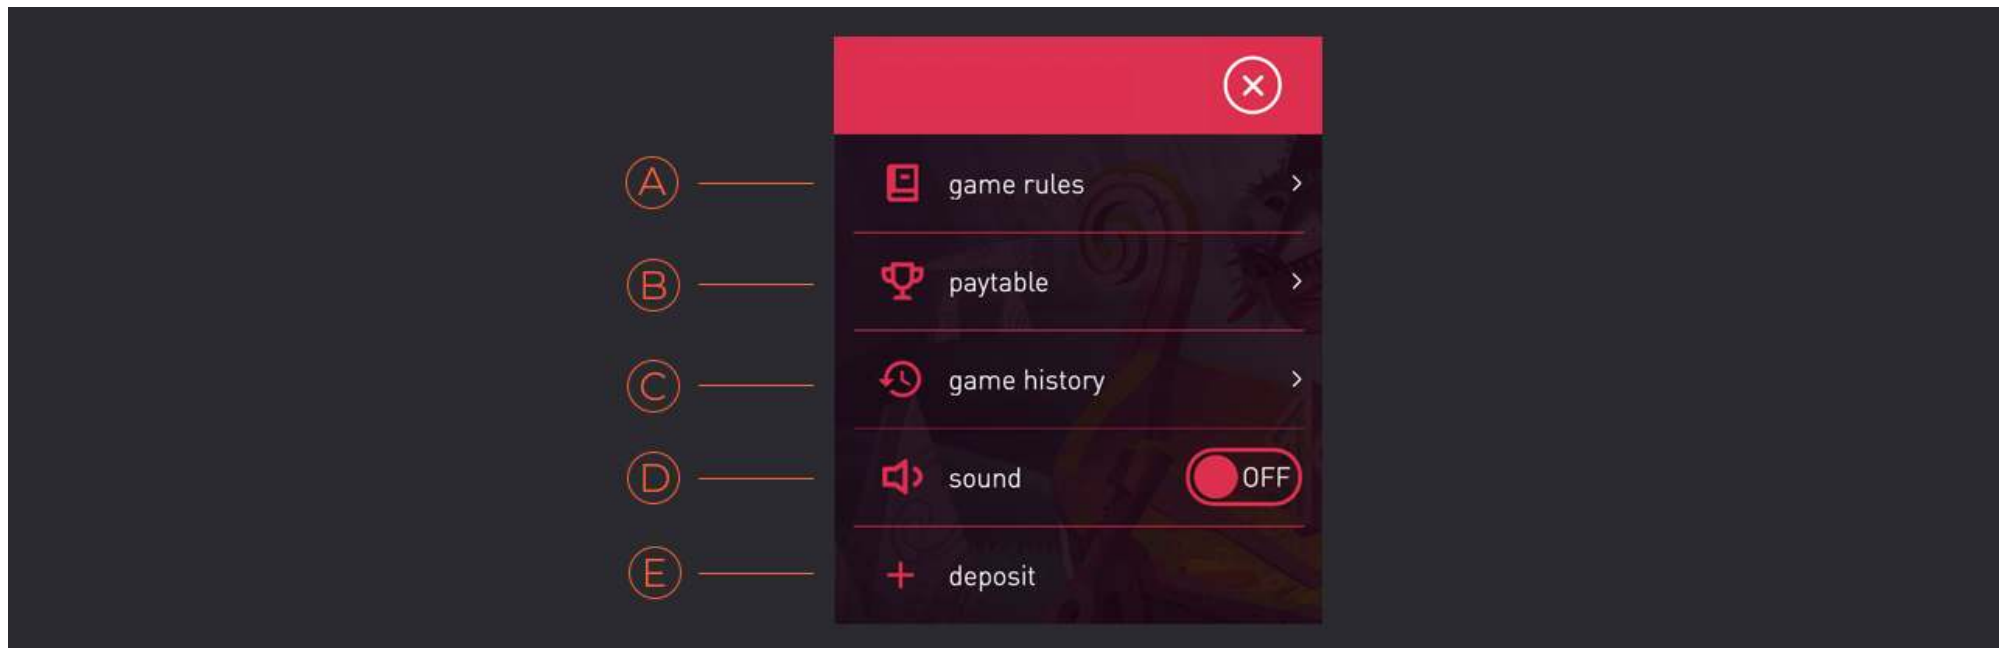 A game rules
B paytable
C game history
D sound OFF
E deposit